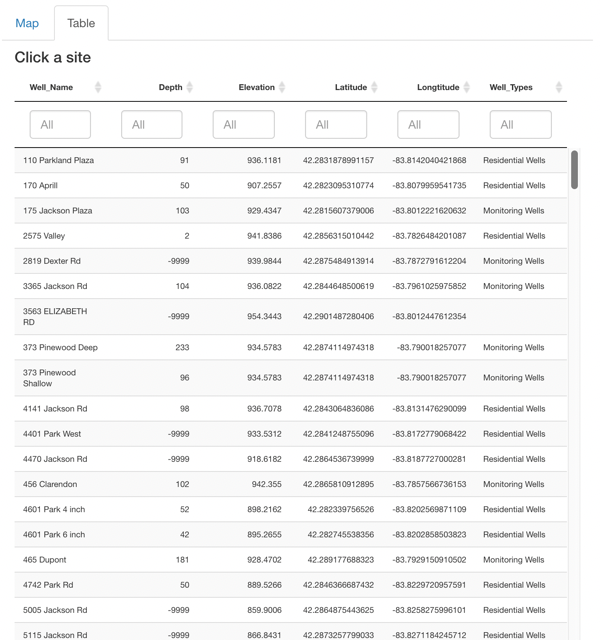 Map Table
Click a site
Well_Name Depth Elevation Latitude Longtitude Well_Types
All All All All All All
110 Parkland Plaza 91 936.1181 42.2831878991157 -83.8142040421868 Residential Wells
170 Aprill 50 907.2557 42.2823095310774 -83.8079959541735 Residential Wells
175 Jackson Plaza 103 929.4347 42.2815607379006 -83.8012221620632 Monitoring Wells
2575 Valley 2 941.8386 42.2856315010442 -83.7826484201087 Residential Wells
2819 Dexter Rd -9999 939.9844 42.2875484913914 -83.7872791612204 Monitoring Wells
3365 Jackson Rd 104 936.0822 42.2844648500619 -83.7961025975852 Monitoring Wells
3563 ELIZABETH
RD -9999 954.3443 42.2901487280406 -83.8012447612354
373 Pinewood Deep 233 934.5783 42.2874114974318 -83.790018257077 Monitoring Wells
373 Pinewood
Shallow 96 934.5783 42.2874114974318 -83.790018257077 Monitoring Wells
4141 Jackson Rd 98 936.7078 42.2843064836086 -83.8131476290099 Residential Wells
4401 Park West -9999 933.5312 42.2841248755096 -83.8172779068422 Residential Wells
4470 Jackson Rd -9999 918.6182 42.2864536739999 -83.8187727000281 Residential Wells
456 Clarendon 102 942.355 42.2865810912895 -83.7857566736153 Monitoring Wells
4601 Park 4 inch 52 898.2162 42.282339756526 -83.8202569871109 Residential Wells
4601 Park 6 inch 42 895.2655 42.282745538356 -83.8202858503823 Residential Wells
465 Dupont 181 928.4702 42.289177688323 -83.7929150910502 Monitoring Wells
4742 Park Rd 50 889.5266 42.2846366687432 -83.8229720957591 Residential Wells
5005 Jackson Rd -9999 859.9006 42.2864875443625 -83.8258275996101 Residential Wells
5115 Jackson Rd -9999 866.8431 42.2873257799033 -83.8271184245712 Residential Wells